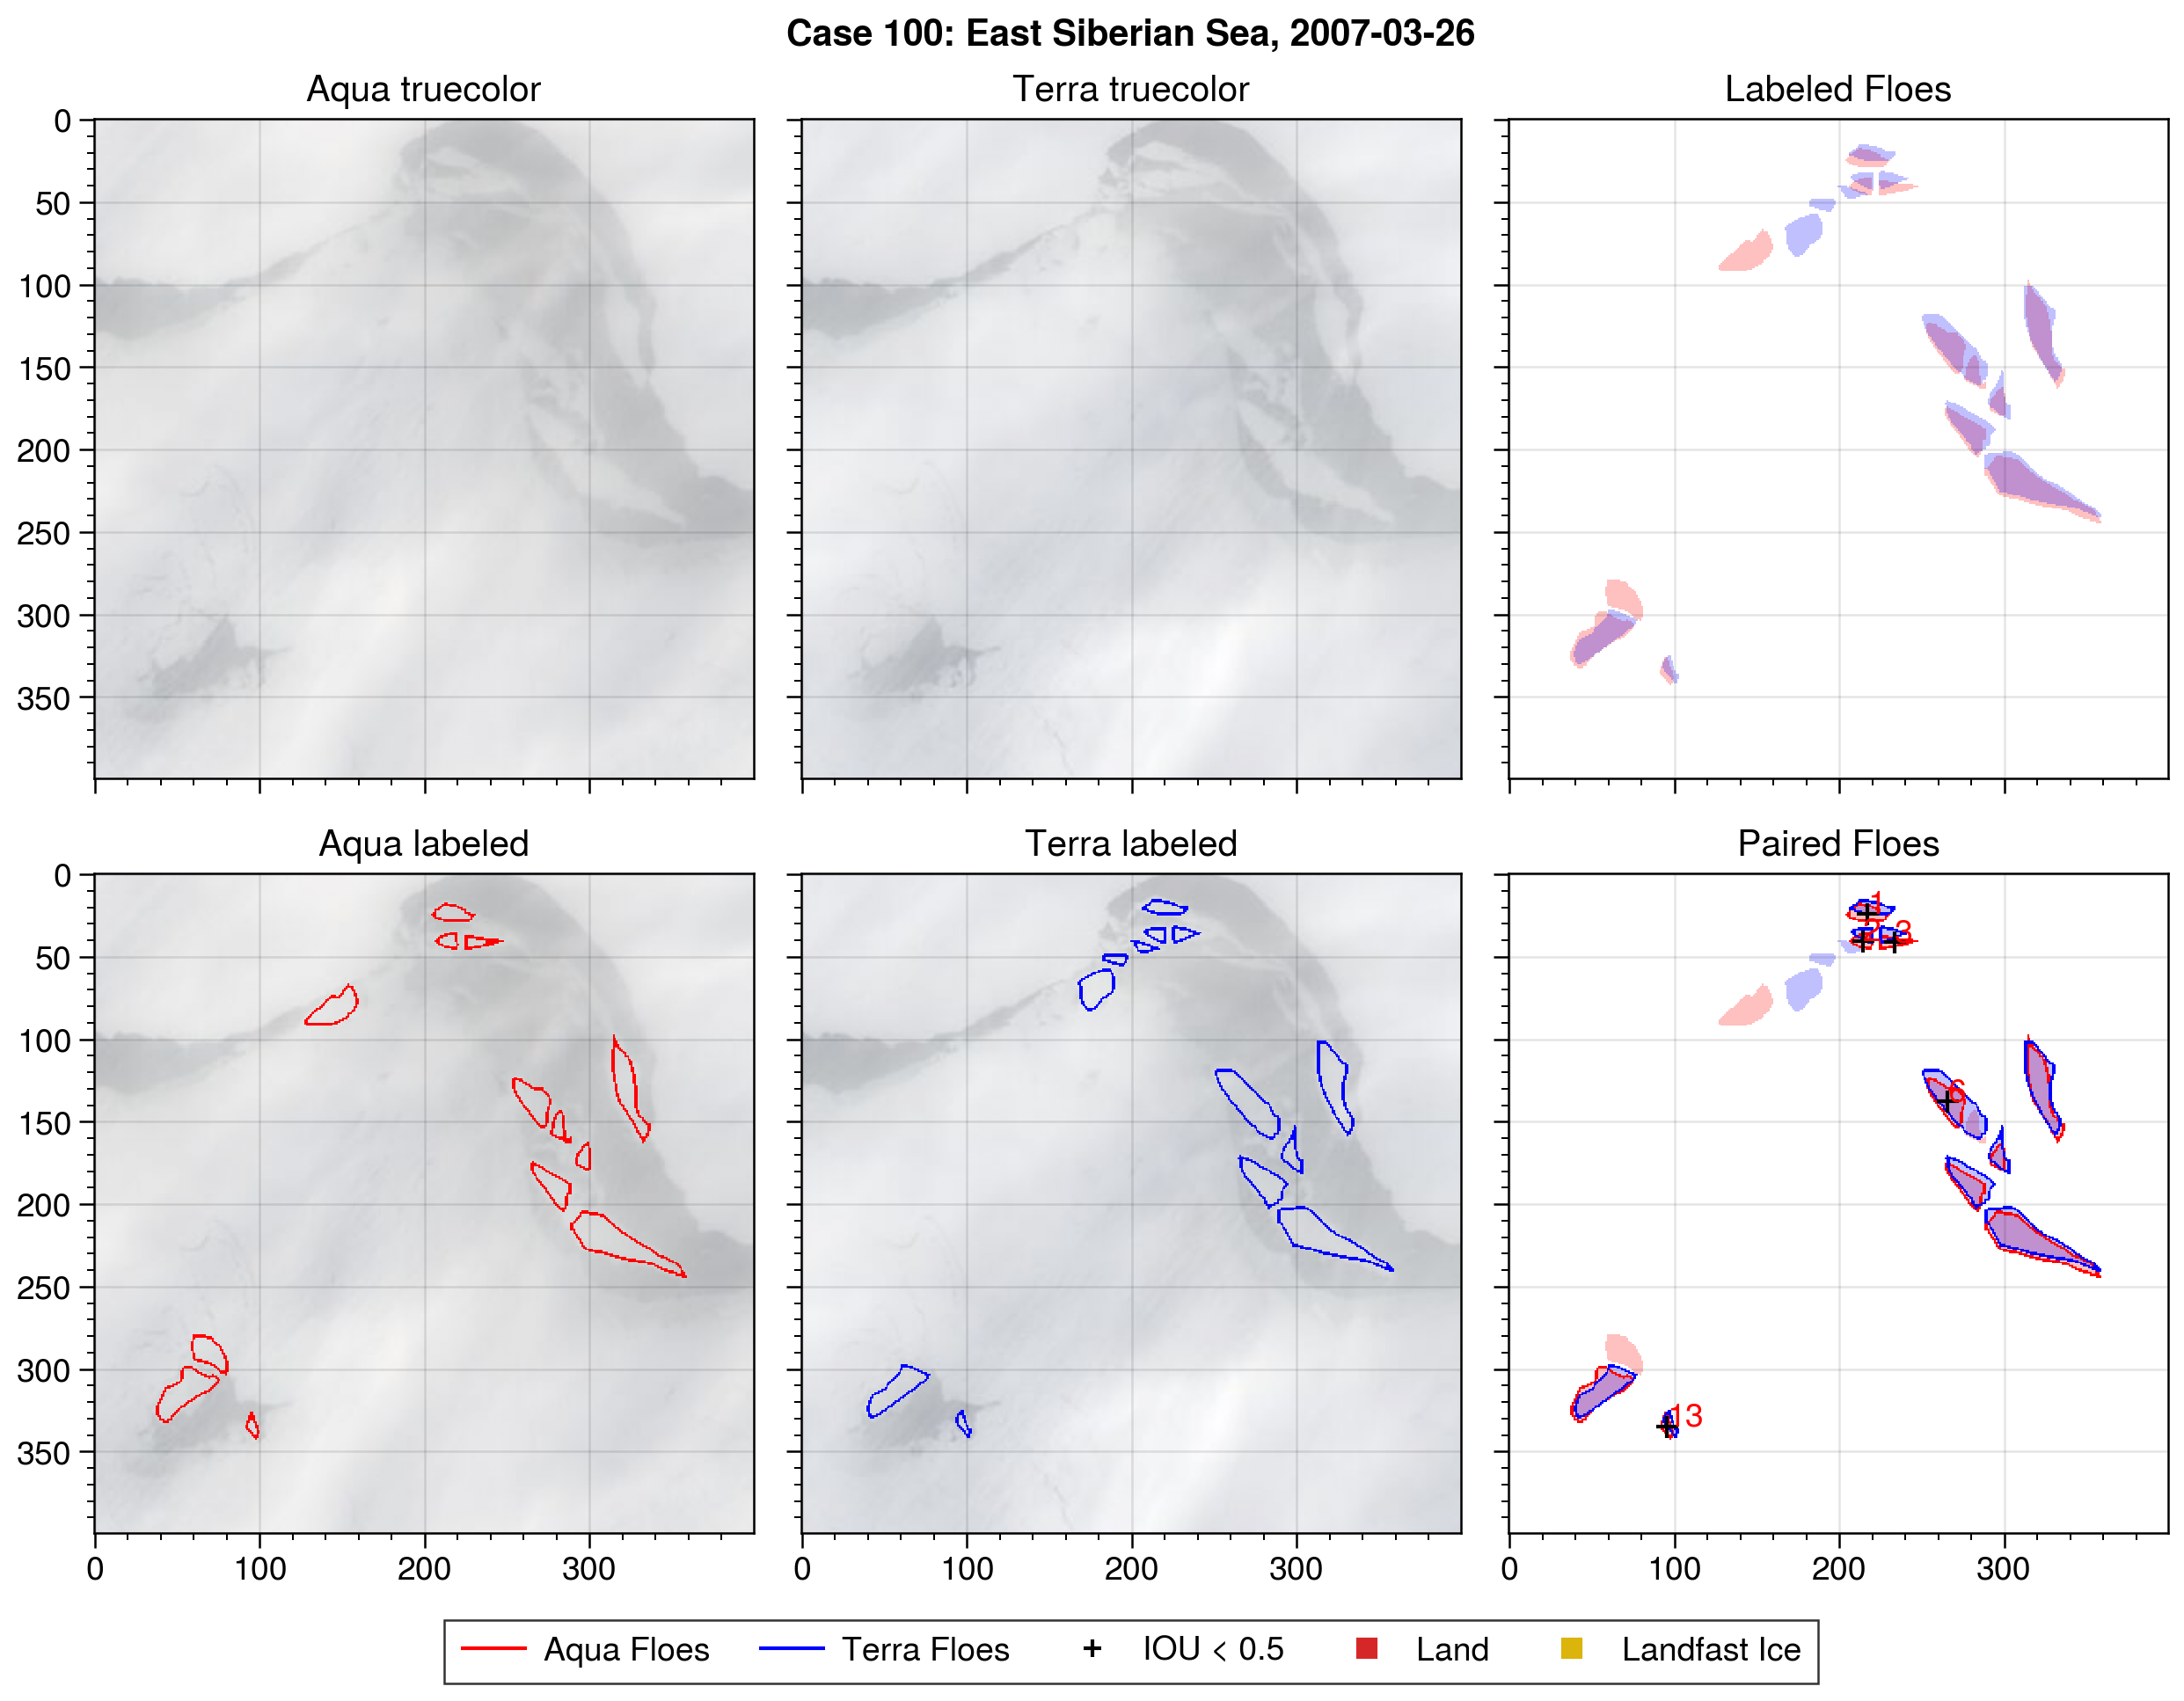 Case 100: East Siberian Sea, 2007-03-26
Aqua truecolor
Terra truecolor
Labeled Floes
0
50
100
150
200
250
300
350
Aqua labeled
Terra labeled
Paired Floes
0
50
100
150
200
250
300
350
1
3
6
13
0 100 200 300
0 100 200 300
0 100 200 300
Aqua Floes
Terra Floes
+ IOU < 0.5
Land
Landfast Ice